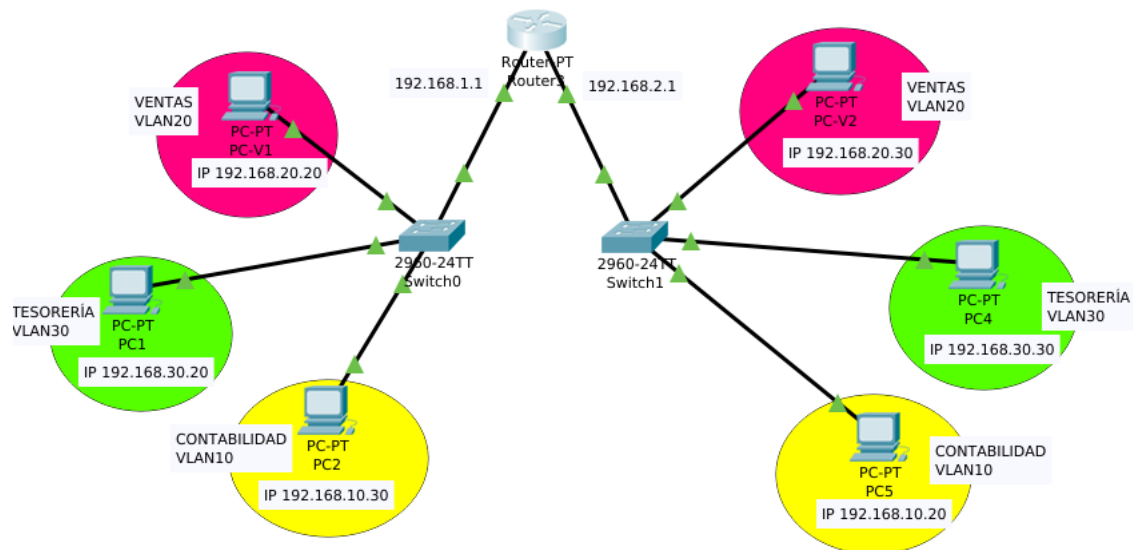 Router-PT
Router3
192.168.1.1
192.168.2.1
VENTAS
VLAN20
PC-PT
PC-V1
IP 192.168.20.20
PC-PT
PC-V2
VENTAS
VLAN20
IP 192.168.20.30
2960-24TT
Switch0
2960-24TT
Switch1
TESORERÍA
VLAN30
PC-PT
PC1
IP 192.168.30.20
PC-PT
PC4
TESORERÍA
VLAN30
IP 192.168.30.30
CONTABILIDAD
VLAN10
PC-PT
PC2
IP 192.168.10.30
PC-PT
PC5
CONTABILIDAD
VLAN10
IP 192.168.10.20